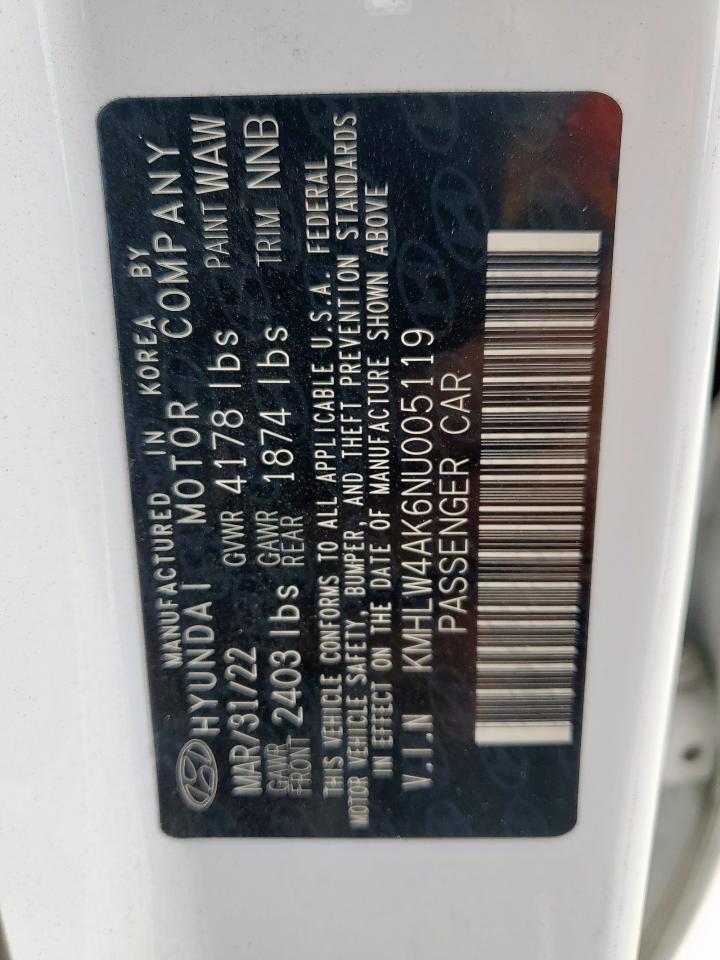 MANUFACTURED IN KOREA BY
HYUNDAI MOTOR COMPANY
MAR/31/22 GVWR 4178 lbs PAINT WAW
GAWR FRONT 2403 lbs GAWR REAR 1874 lbs TRIM NNB
THIS VEHICLE CONFORMS TO ALL APPLICABLE U.S.A. FEDERAL
MOTOR VEHICLE SAFETY, BUMPER, AND THEFT PREVENTION STANDARDS
IN EFFECT ON THE DATE OF MANUFACTURE SHOWN ABOVE
V.I.N KMHLW4AK6NU005119
PASSENGER CAR